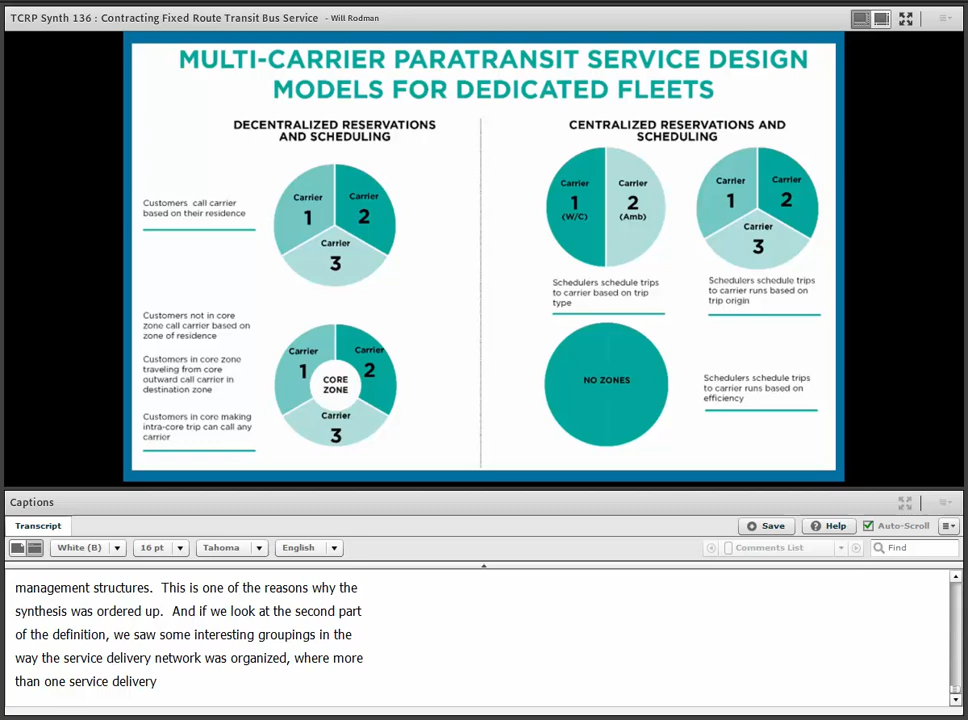 TCRP Synth 136 : Contracting Fixed Route Transit Bus Service - Will Rodman
MULTI-CARRIER PARATRANSIT SERVICE DESIGN
MODELS FOR DEDICATED FLEETS
DECENTRALIZED RESERVATIONS
AND SCHEDULING
Customers call carrier
based on their residence
Carrier
1
Carrier
2
Carrier
3
Customers not in core
zone call carrier based on
zone of residence
Customers in core zone
traveling from core
outward call carrier in
destination zone
Customers in core making
intra-core trip can call any
carrier
Carrier
1
Carrier
2
CORE
ZONE
Carrier
3
CENTRALIZED RESERVATIONS AND
SCHEDULING
Carrier
1
(W/C)
Carrier
2
(Amb)
Schedulers schedule trips
to carrier based on trip
type
Carrier
1
Carrier
2
Carrier
3
Schedulers schedule trips
to carrier runs based on
trip origin
NO ZONES
Schedulers schedule trips
to carrier runs based on
efficiency
Captions
Transcript
Save
Help
Auto-Scroll
White (B)
16 pt
Tahoma
English
Comments List
Find
management structures.  This is one of the reasons why the
synthesis was ordered up.  And if we look at the second part
of the definition, we saw some interesting groupings in the
way the service delivery network was organized, where more
than one service delivery